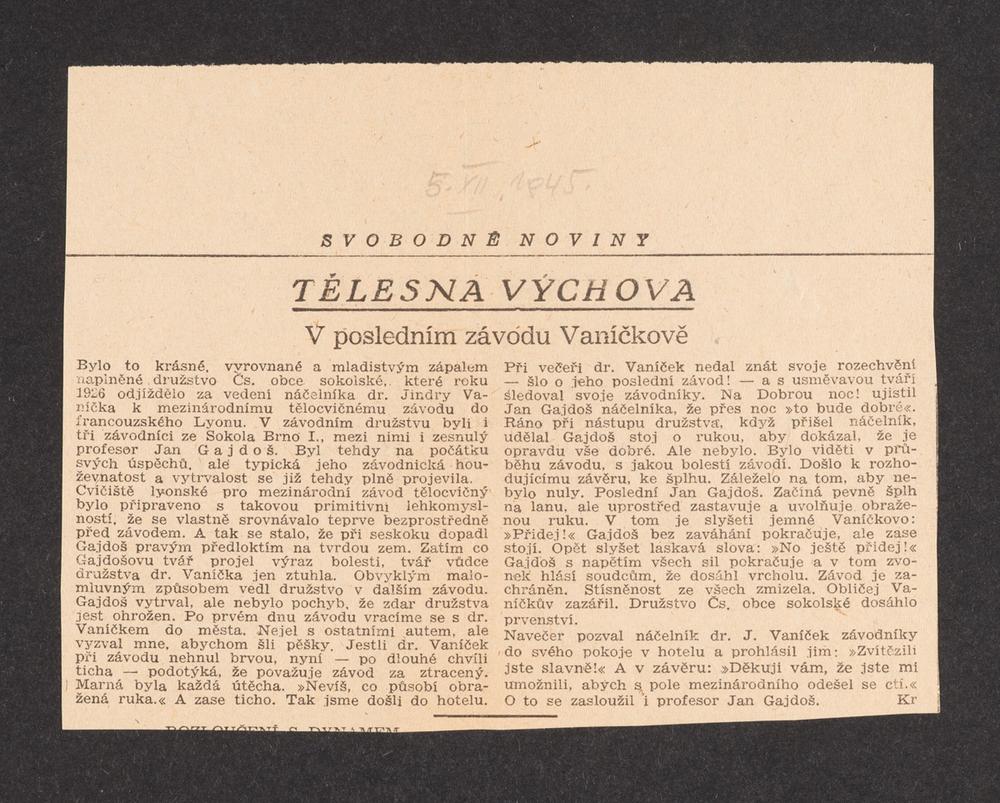 5. XII. 1945.
SVOBODNÉ NOVINY
TĚLESNÁ VÝCHOVA
V posledním závodu Vaníčkově
Bylo to krásné, vyrovnané a mladistvým zápalem
naplněné družstvo Čs. obce sokolské, které roku
1926 odjíždělo za vedení náčelníka dr. Jindry Va-
níčka k mezinárodnímu tělocvičnému závodu do
francouzského Lyonu. V závodním družstvu byli i
tři závodníci ze Sokola Brno I., mezi nimi i zesnulý
profesor Jan Gajdoš. Byl tehdy na počátku
svých úspěchů, ale typická jeho závodnická hou-
ževnatost a vytrvalost se již tehdy plně projevila.
Cvičiště lyonské pro mezinárodní závod tělocvičný
bylo připraveno s takovou primitivní lehkomysl-
ností, že se vlastně srovnávalo teprve bezprostředně
před závodem. A tak se stalo, že při seskoku dopadl
Gajdoš pravým předloktím na tvrdou zem. Zatím co
Gajdošovu tvář projel výraz bolesti, tvář vůdce
družstva dr. Vaníčka jen ztuhla. Obvyklým málo-
mluvným způsobem vedl družstvo v dalším závodu.
Gajdoš vytrval, ale nebylo pochyb, že zdar družstva
jest ohrožen. Po prvém dnu závodu vracíme se s dr.
Vaníčkem do města. Nejel s ostatními autem, ale
vyzval mne, abychom šli pěšky. Jestli dr. Vaníček
při závodu nehnul brvou, nyní — po dlouhé chvíli
ticha — podotýká, že považuje závod za ztracený.
Marná byla každá útěcha. »Nevíš, co působí obra-
žená ruka.« A zase ticho. Tak jsme došli do hotelu.
Při večeři dr. Vaníček nedal znát svoje rozechvění
— šlo o jeho poslední závod! — a s usměvavou tváří
sledoval svoje závodníky. Na Dobrou noc! ujistil
Jan Gajdoš náčelníka, že přes noc »to bude dobré«.
Ráno při nástupu družstva, když přišel náčelník,
udělal Gajdoš stoj o rukou, aby dokázal, že je
opravdu vše dobré. Ale nebylo. Bylo viděti v prů-
běhu závodu, s jakou bolestí závodí. Došlo k rozho-
dujícímu závěru, ke šplhu. Záleželo na tom, aby ne-
bylo nuly. Poslední Jan Gajdoš. Začíná pevně šplh
na lanu, ale uprostřed zastavuje a uvolňuje obraže-
nou ruku. V tom je slyšeti jemné Vaníčkovo:
»Přidej!« Gajdoš bez zaváhání pokračuje, ale zase
stojí. Opět slyšet laskavá slova: »No ještě přidej!«
Gajdoš s napětím všech sil pokračuje a v tom zvo-
nek hlásí soudcům, že dosáhl vrcholu. Závod je za-
chráněn. Stísněnost ze všech zmizela. Obličej Va-
níčkův zazářil. Družstvo Čs. obce sokolské dosáhlo
prvenství.
Navečer pozval náčelník dr. J. Vaníček závodníky
do svého pokoje v hotelu a prohlásil jim: »Zvítězili
jste slavně!« A v závěru: »Děkuji vám, že jste mi
umožnili, abych s pole mezinárodního odešel se ctí.«
O to se zasloužil i profesor Jan Gajdoš. Kr
ROZLOUČENÍ S DYNAMEM